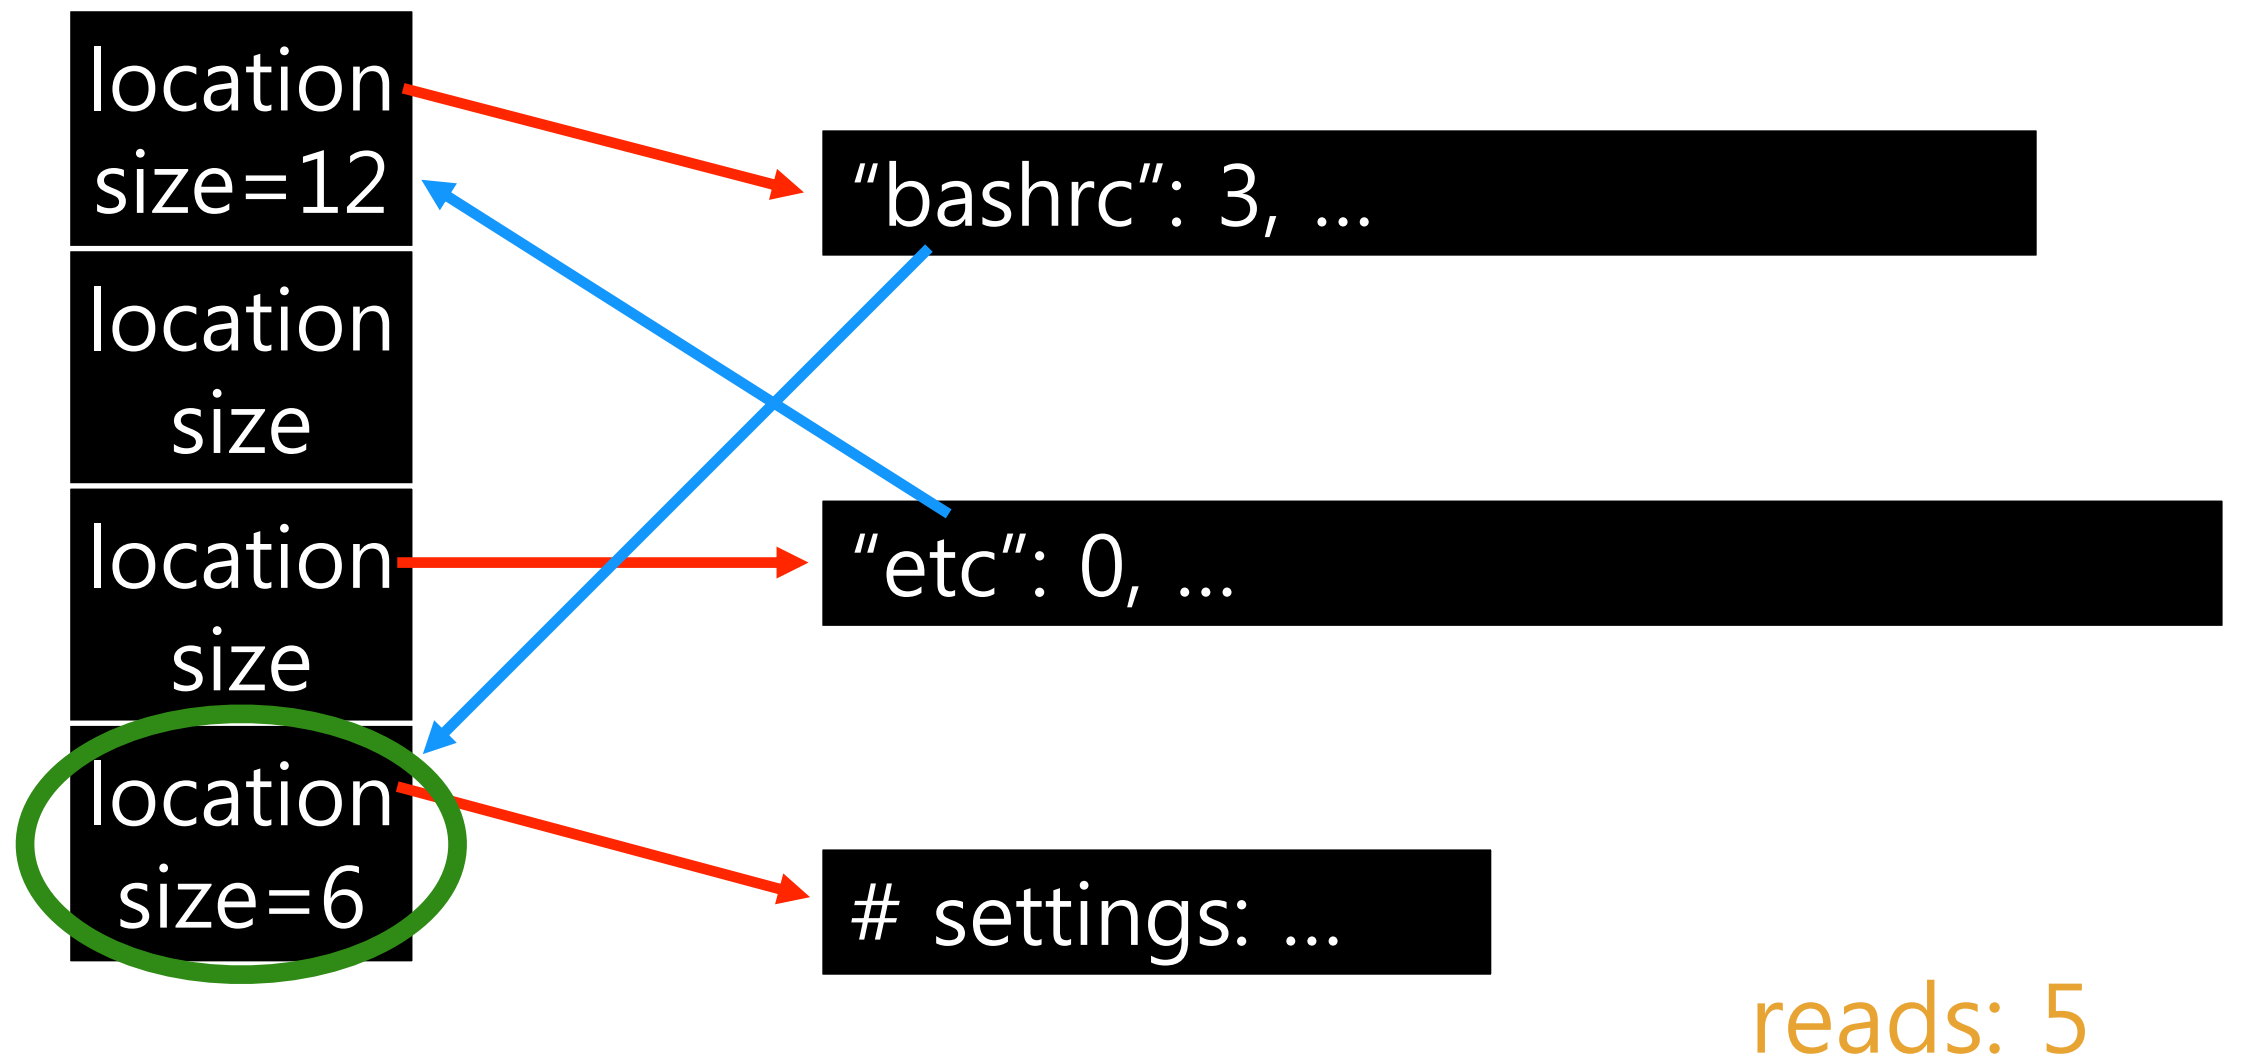 location
size=12
location
size
location
size
location
size=6
“bashrc”: 3, …
“etc”: 0, …
# settings: …
reads: 5